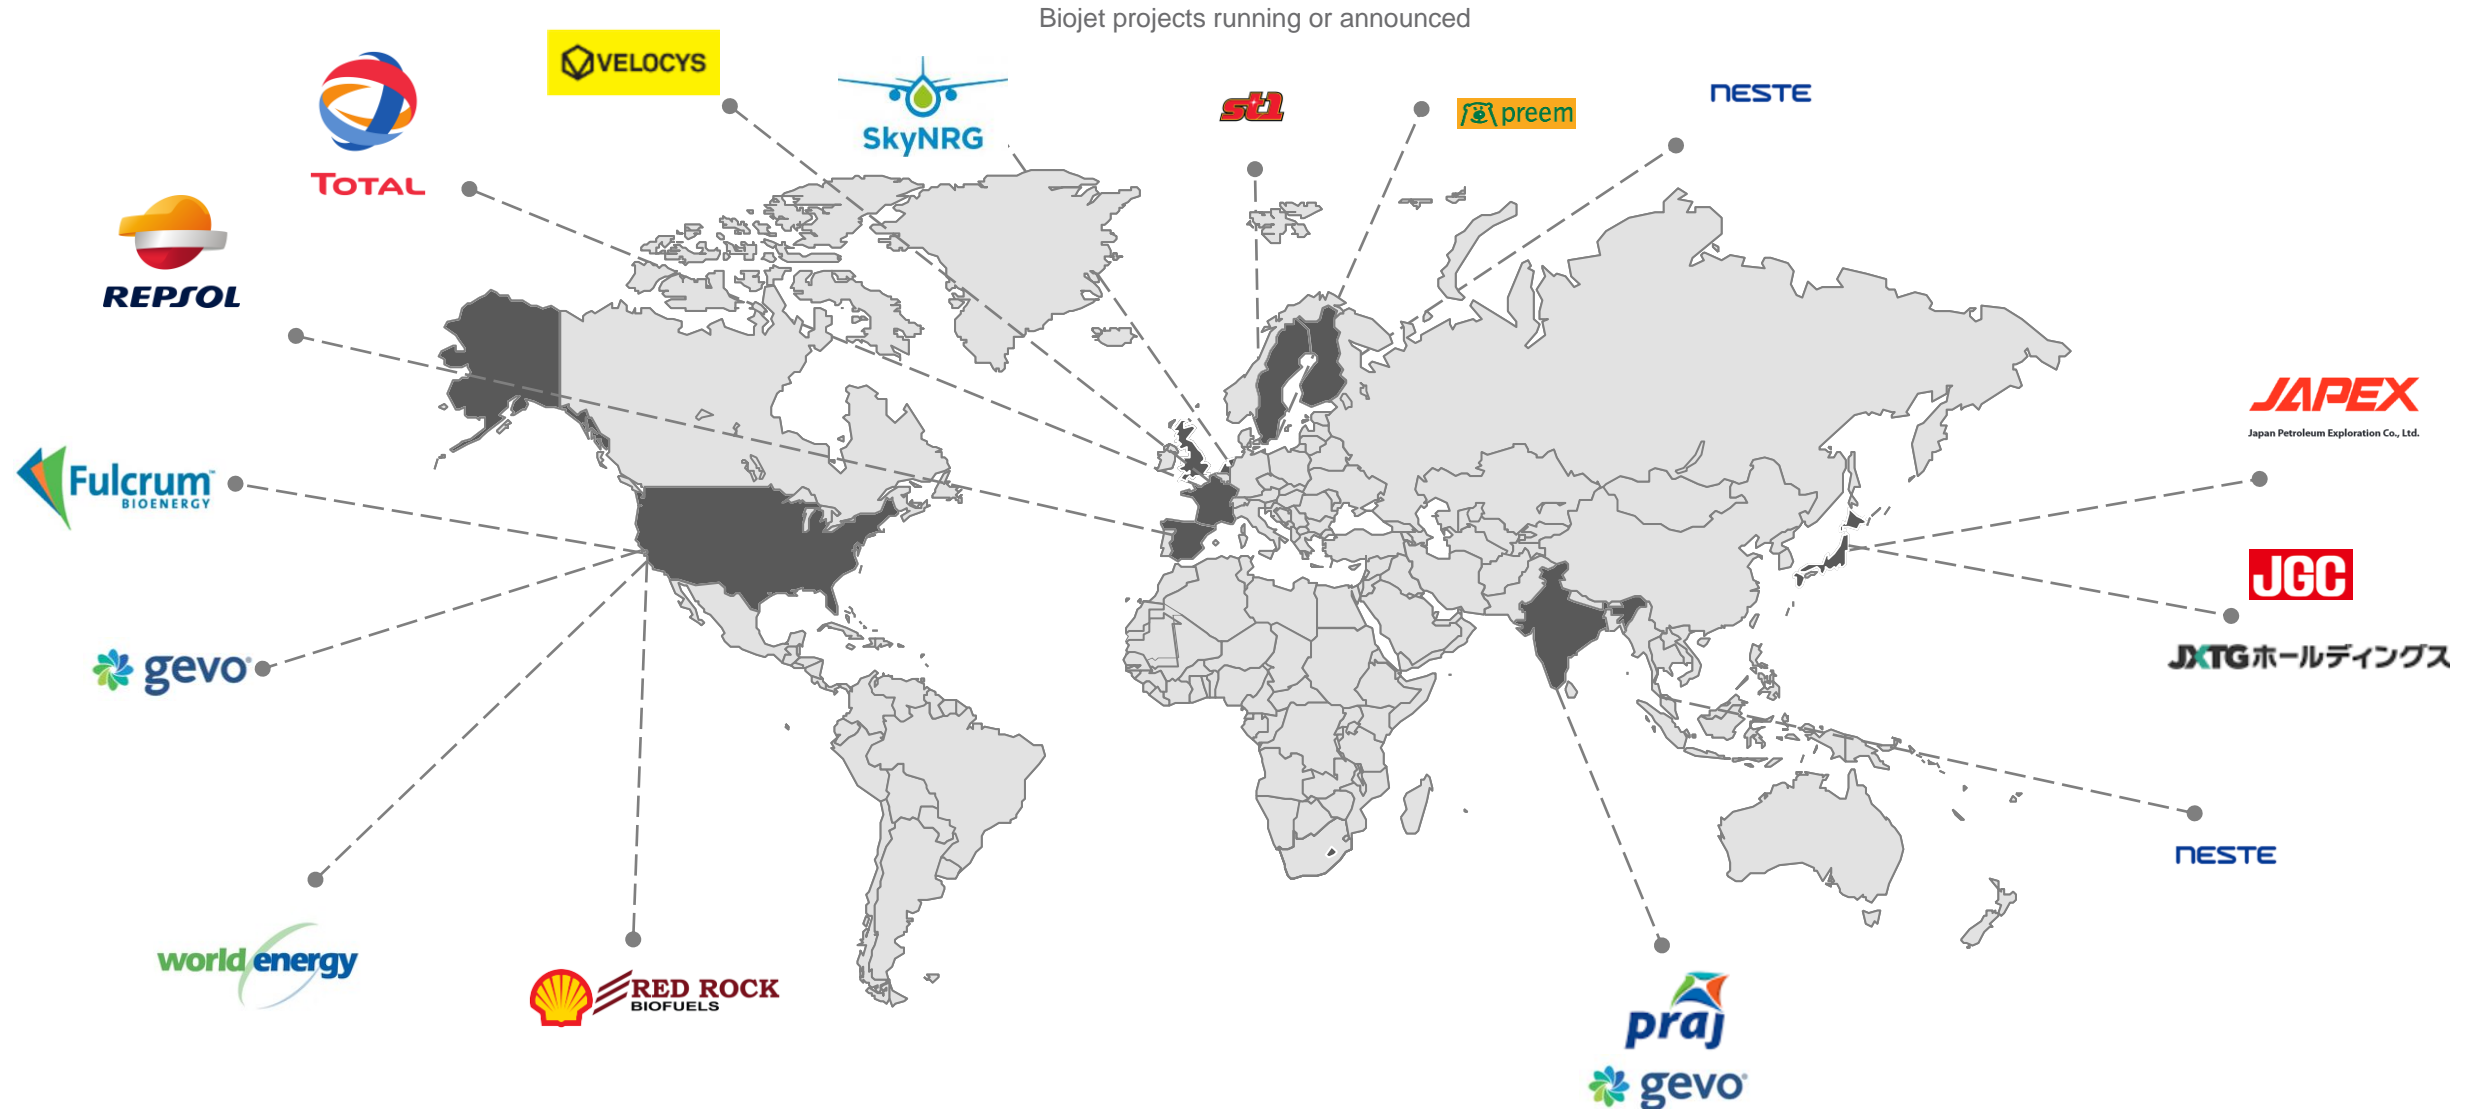 Biojet projects running or announced
VELOCYS
SkyNRG
TOTAL
REPSOL
st1
preem
NESTE
Fulcrum™
BIOENERGY
gevo®
world energy
RED ROCK
BIOFUELS
JAPEX
Japan Petroleum Exploration Co., Ltd.
JGC
JXTGホールディングス
NESTE
praj
gevo®